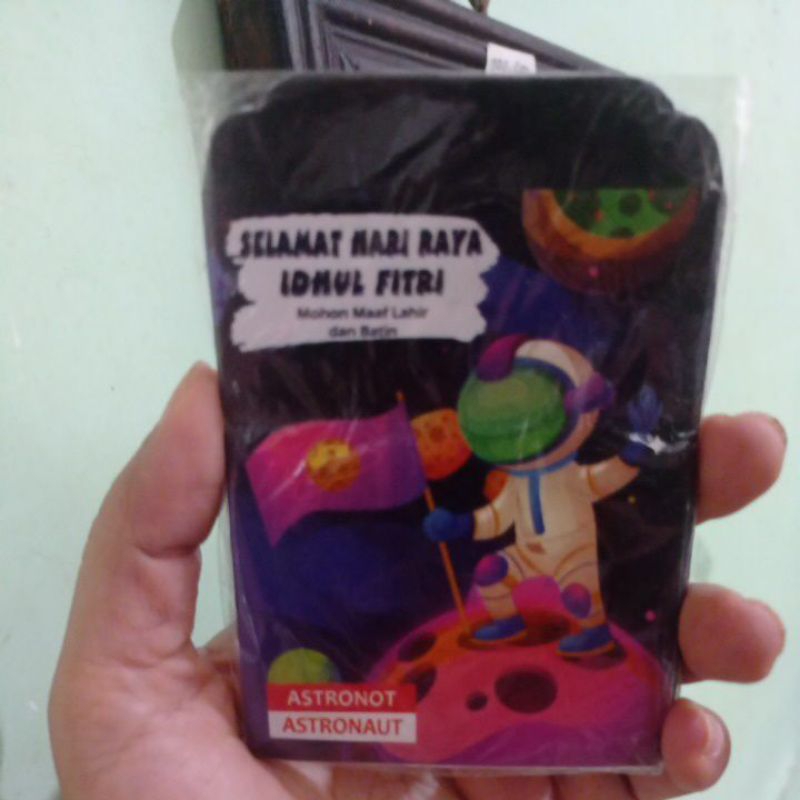 SELAMAT HARI RAYA
IDHUL FITRI
Mohon Maaf Lahir
dan Batin
ASTRONOT
ASTRONAUT